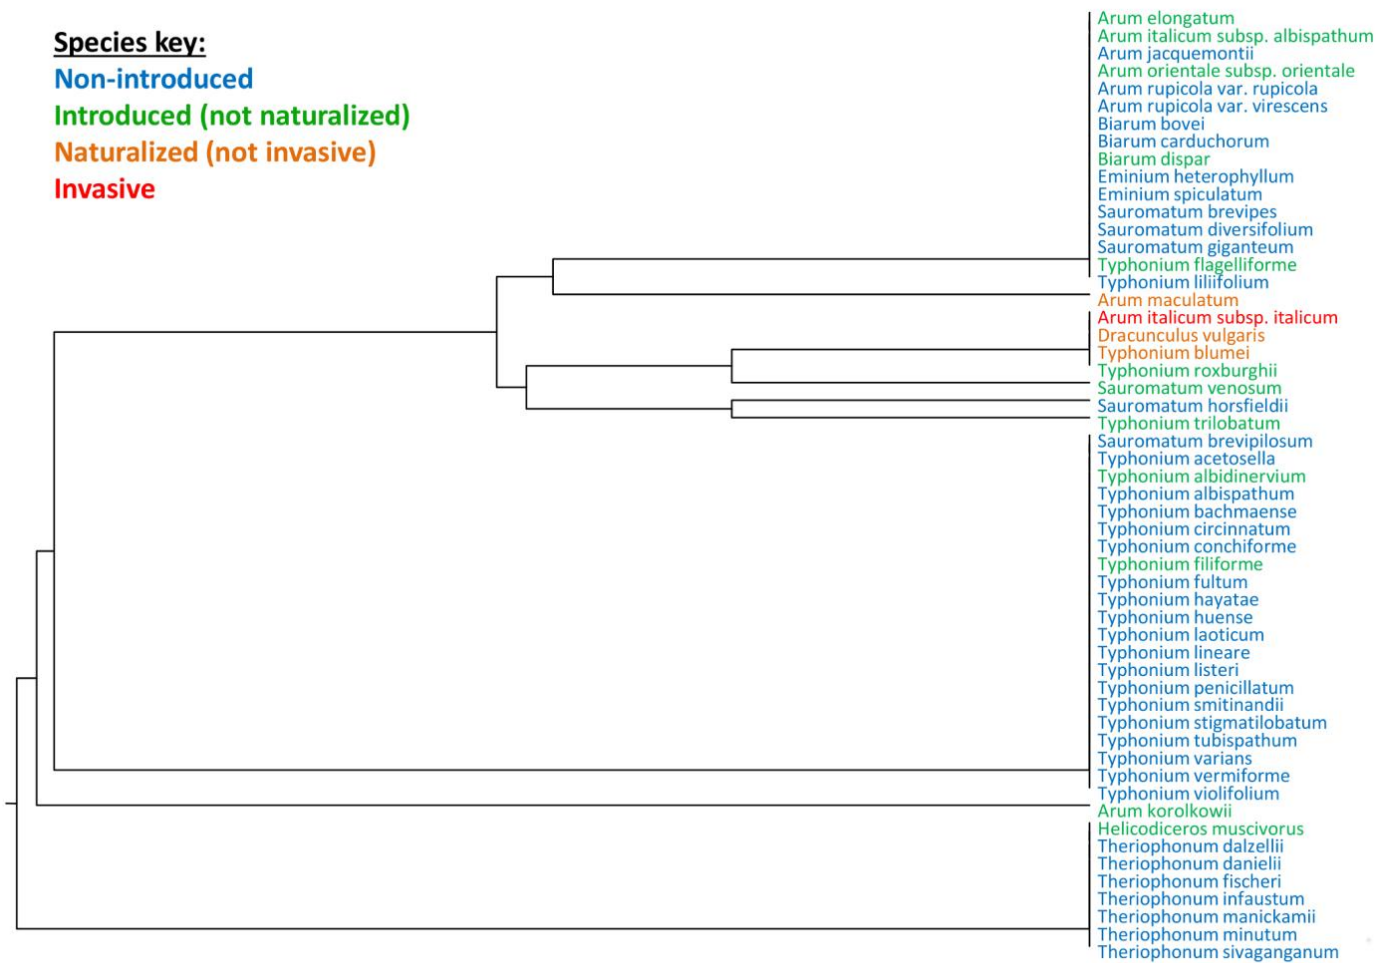 Species key:
Non-introduced
Introduced (not naturalized)
Naturalized (not invasive)
Invasive
Arum elongatum
Arum italicum subsp. albispathum
Arum jacquemontii
Arum orientale subsp. orientale
Arum rupicola var. rupicola
Arum rupicola var. virescens
Biarum bovei
Biarum carduchorum
Biarum dispar
Eminium heterophyllum
Eminium spiculatum
Sauromatum brevipes
Sauromatum diversifolium
Sauromatum giganteum
Typhonium flagelliforme
Typhonium liliifolium
Arum maculatum
Arum italicum subsp. italicum
Dracunculus vulgaris
Typhonium blumei
Typhonium roxburghii
Sauromatum venosum
Sauromatum horsfieldii
Typhonium trilobatum
Sauromatum brevipilosum
Typhonium acetosella
Typhonium albidinervium
Typhonium albispathum
Typhonium bachmaense
Typhonium circinnatum
Typhonium conchiforme
Typhonium filiforme
Typhonium fultum
Typhonium hayatae
Typhonium huense
Typhonium laoticum
Typhonium lineare
Typhonium listeri
Typhonium penicillatum
Typhonium smitinandii
Typhonium stigmatilobatum
Typhonium tubispathum
Typhonium varians
Typhonium vermiforme
Typhonium violifolium
Arum korolkowii
Helicodiceros muscivorus
Theriophonum dalzellii
Theriophonum danielii
Theriophonum fischeri
Theriophonum infaustum
Theriophonum manickamii
Theriophonum minutum
Theriophonum sivaganganum